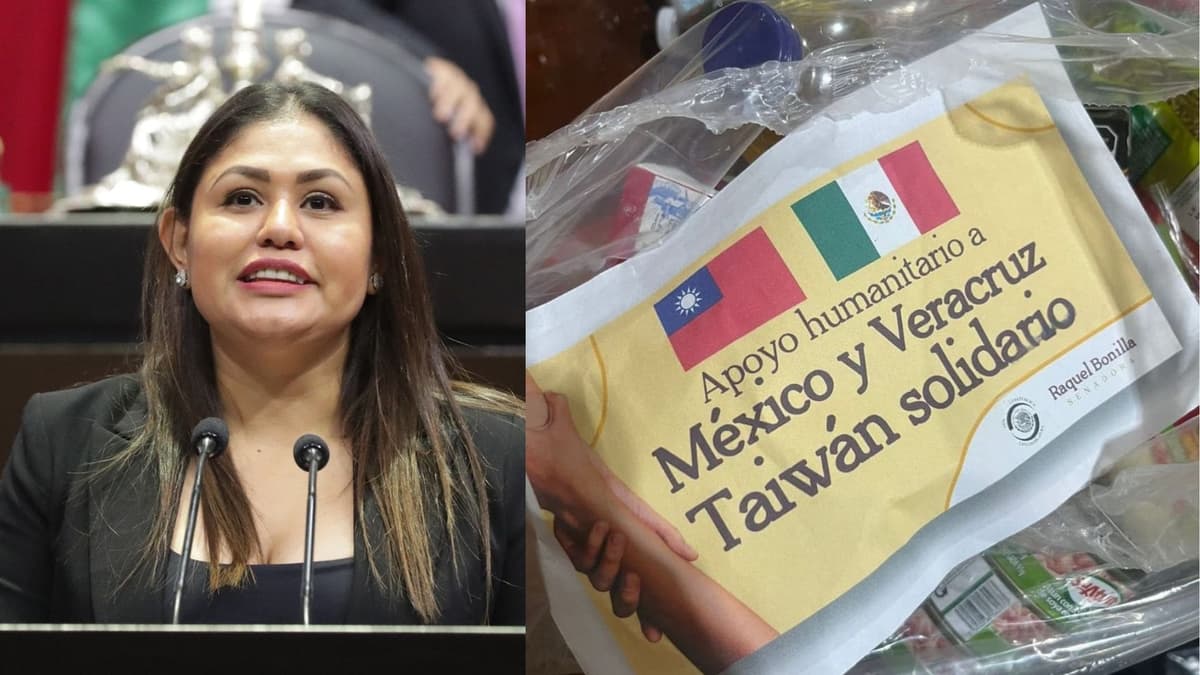 Apoyo humanitario a
México y Veracruz
Taiwán solidario
Raquel Bonilla
SENADORA